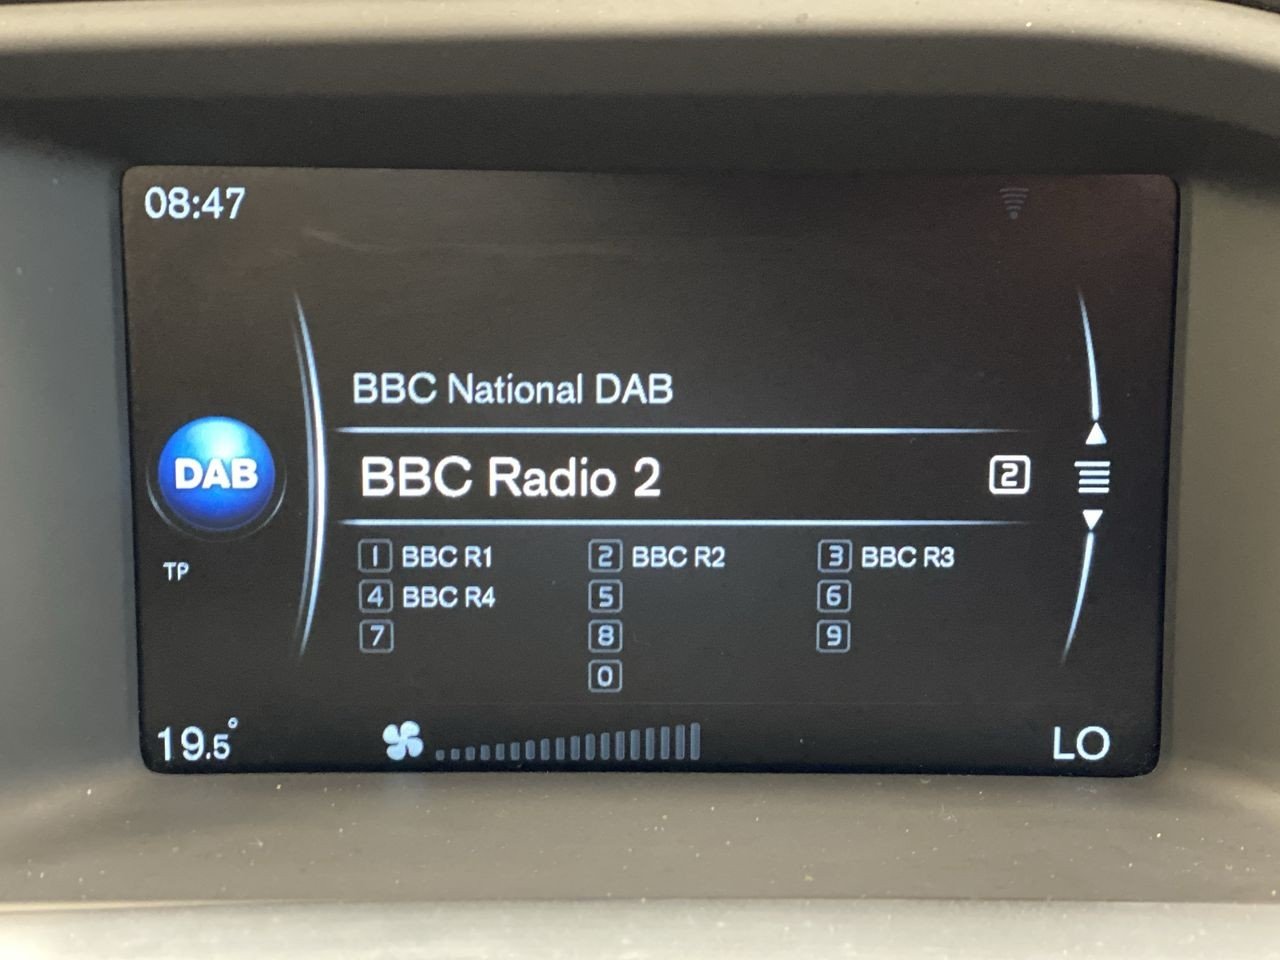 08:47
BBC National DAB
DAB
BBC Radio 2 2
TP
1 BBC R1 2 BBC R2 3 BBC R3
4 BBC R4 5 6
7 8 9
0
19.5° LO